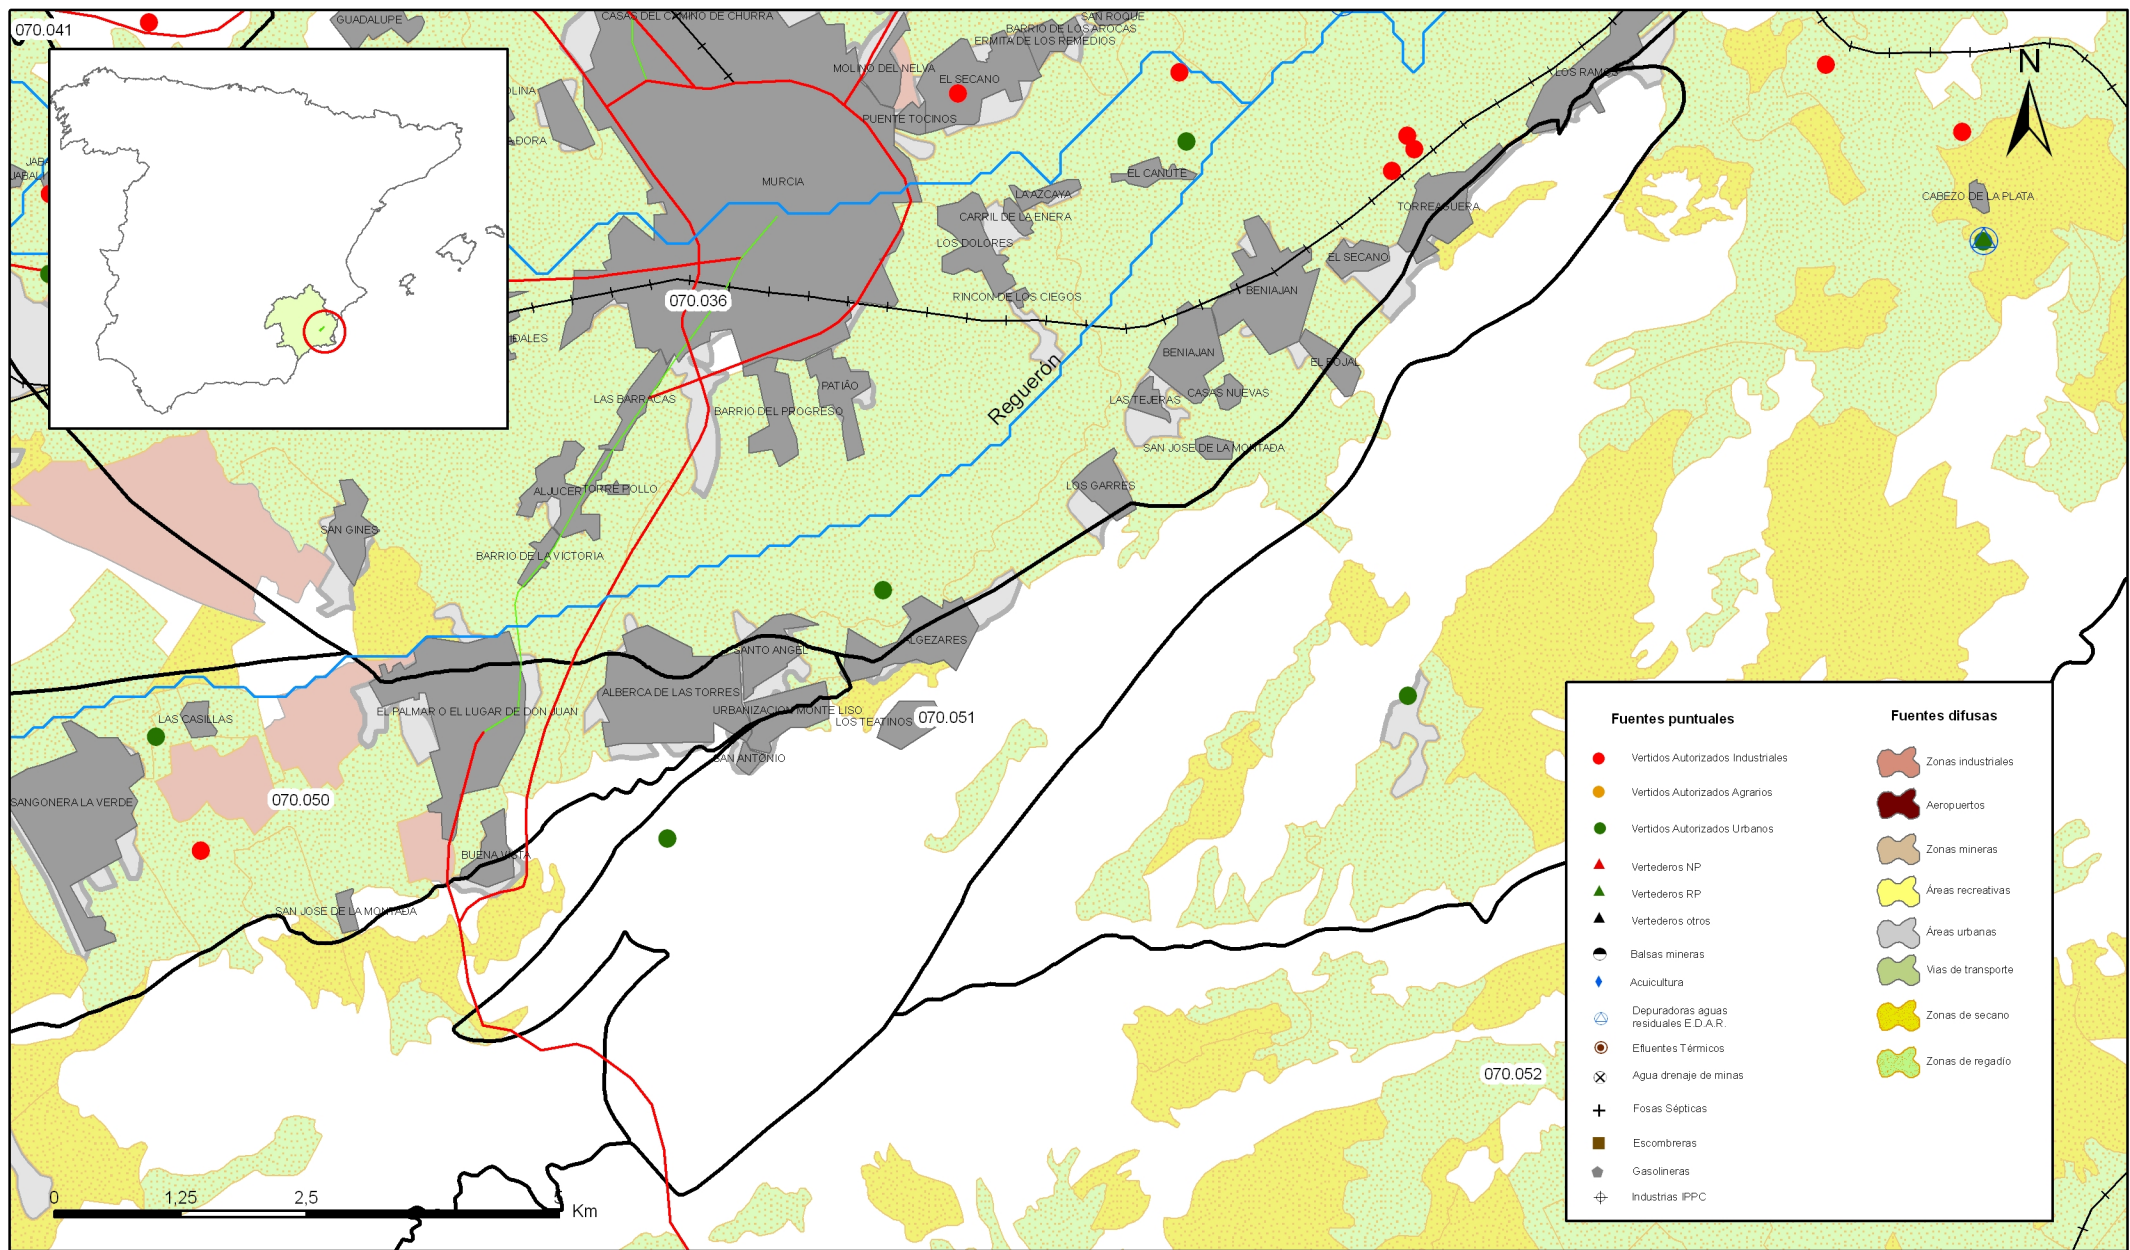 070.041
GUADALUPE
CASAS DEL CAMINO DE CHURRA
SAN ROQUE
BARRIO DE LOS AROCAS
ERMITA DE LOS REMEDIOS
MOLINO DEL NELVA
EL SECANO
LOS RAMOS
N
PUENTE TOCINOS
MURCIA
EL CAÑUTE
LA AZCAYA
CARRIL DE LA ENERA
LOS DOLORES
TORREAGUERA
CABEZO DE LA PLATA
EL SECANO
BENIAJAN
RINCON DE LOS CIEGOS
070.036
BENIAJAN
EL BOJAL
PATIÃO
LAS BARRACAS
BARRIO DEL PROGRESO
Reguerón
LAS TEJERAS
CASAS NUEVAS
SAN JOSE DE LA MONTAÐA
LOS GARRES
ALJUCER
TORRE POLLO
SAN GINES
BARRIO DE LA VICTORIA
ALGEZARES
SANTO ANGEL
ALBERCA DE LAS TORRES
URBANIZACION MONTE LISO
LOS TEATINOS
070.051
EL PALMAR O EL LUGAR DE DON JUAN
LAS CASILLAS
SAN ANTONIO
SANGONERA LA VERDE
070.050
BUENA VISTA
SAN JOSE DE LA MONTAÐA
070.052
Fuentes puntuales
Vertidos Autorizados Industriales
Vertidos Autorizados Agrarios
Vertidos Autorizados Urbanos
Vertederos NP
Vertederos RP
Vertederos otros
Balsas mineras
Acuicultura
Depuradoras aguas
residuales E.D.A.R.
Efluentes Térmicos
Agua drenaje de minas
Fosas Sépticas
Escombreras
Gasolineras
Industrias IPPC
Fuentes difusas
Zonas industriales
Aeropuertos
Zonas mineras
Áreas recreativas
Áreas urbanas
Vias de transporte
Zonas de secano
Zonas de regadío
0 1,25 2,5 5
Km